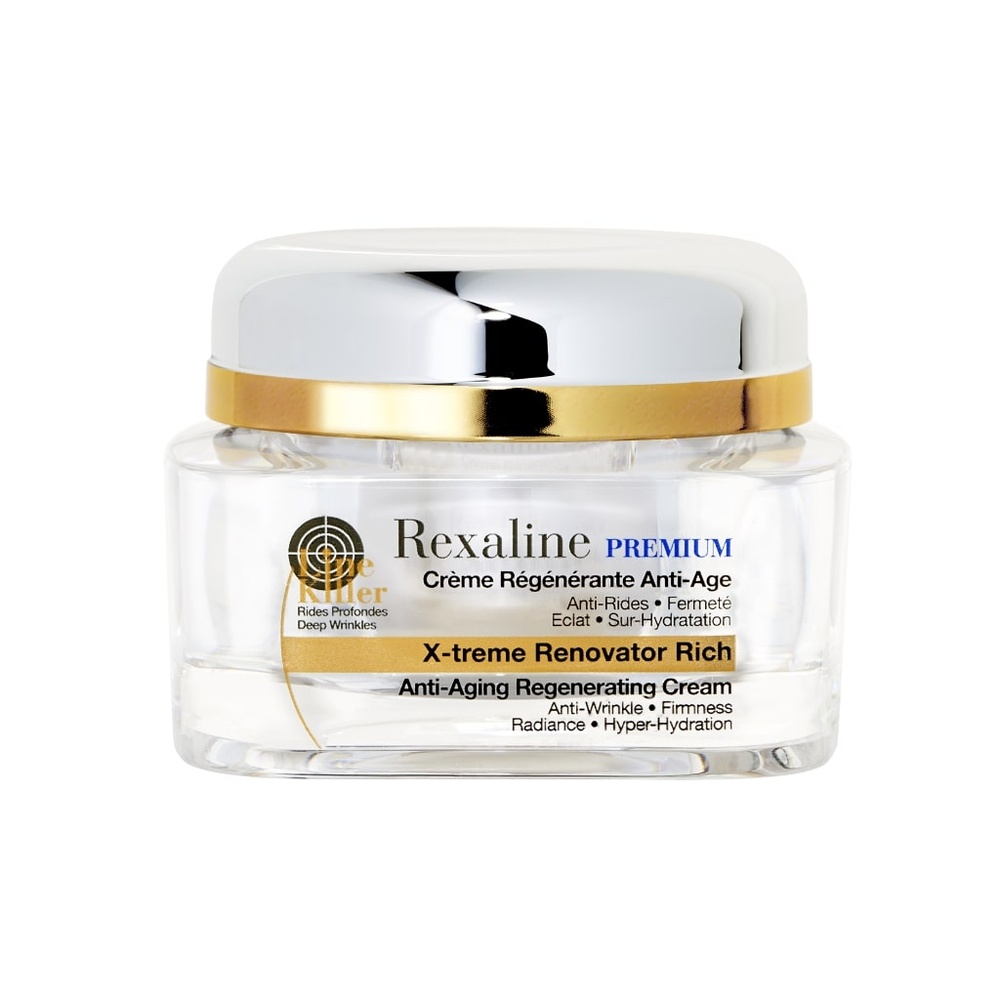 Line
Killer
Rides Profondes
Deep Wrinkles
Rexaline PREMIUM
Crème Régénérante Anti-Age
Anti-Rides • Fermeté
Eclat • Sur-Hydratation
X-treme Renovator Rich
Anti-Aging Regenerating Cream
Anti-Wrinkle • Firmness
Radiance • Hyper-Hydration